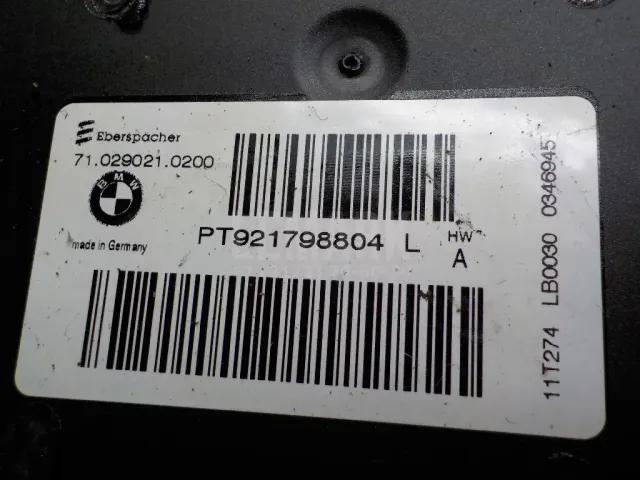 Eberspächer
71.029021.0200
BMW
made in Germany
PT921798804 L
HW
A
11T274 LB0030 0346945